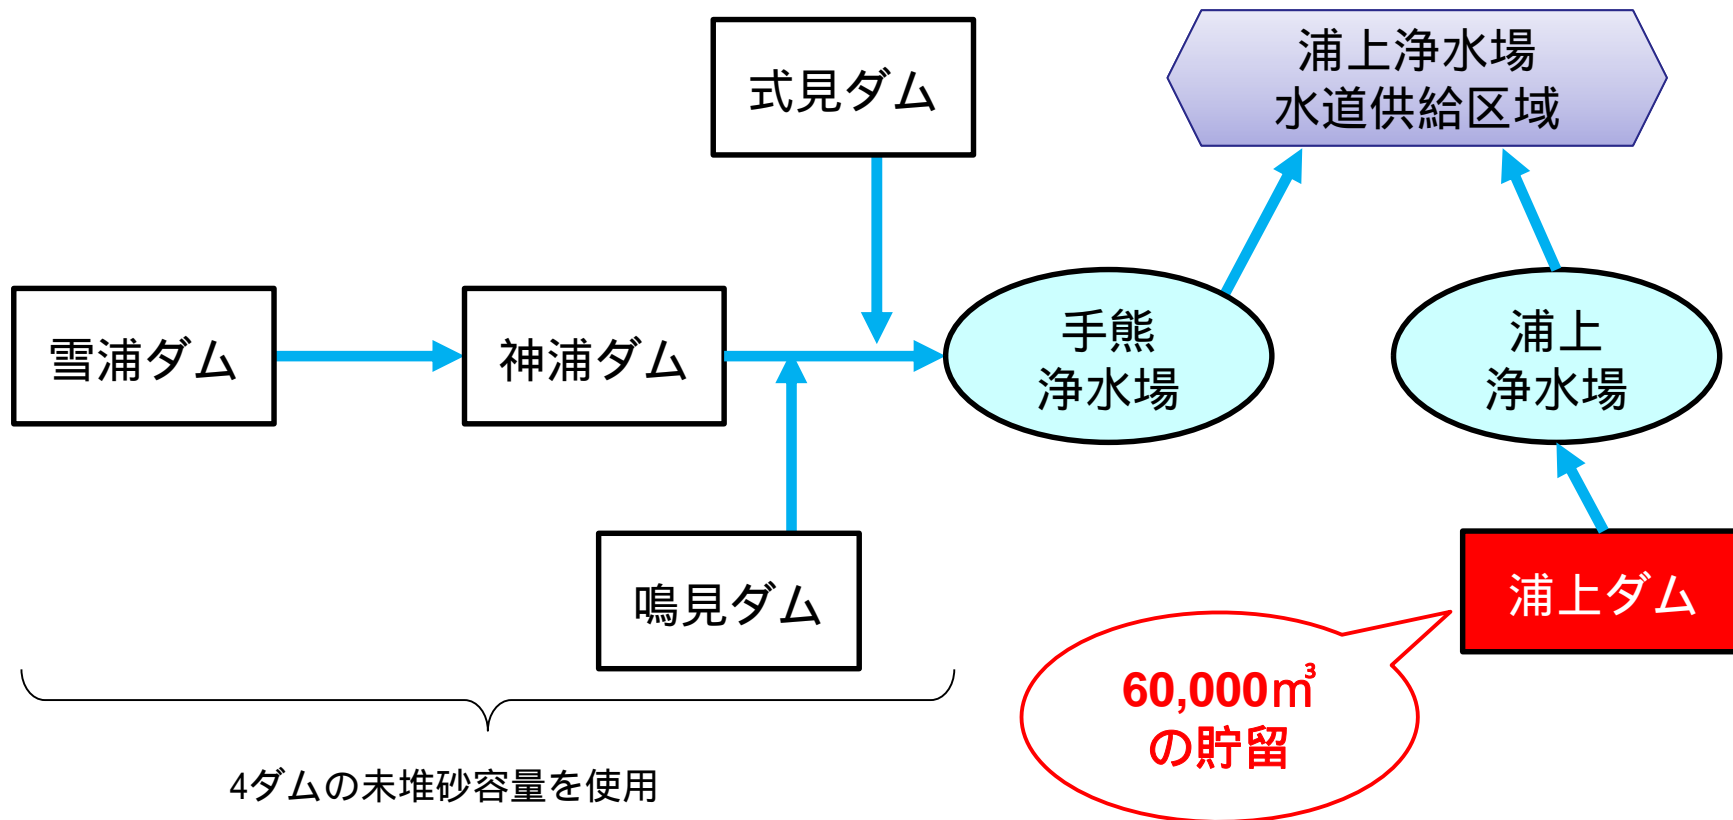 式見ダム
浦上浄水場
水道供給区域
雪浦ダム
神浦ダム
手熊
浄水場
浦上
浄水場
鳴見ダム
浦上ダム
60,000㎥
の貯留
4ダムの未堆砂容量を使用